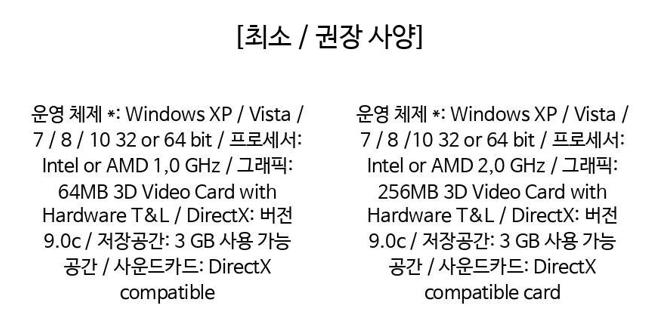 [최소 / 권장 사양]
운영 체제 *: Windows XP / Vista /
7 / 8 / 10 32 or 64 bit / 프로세서:
Intel or AMD 1,0 GHz / 그래픽:
64MB 3D Video Card with
Hardware T&L / DirectX: 버전
9.0c / 저장공간: 3 GB 사용 가능
공간 / 사운드카드: DirectX
compatible
운영 체제 *: Windows XP / Vista /
7 / 8 /10 32 or 64 bit / 프로세서:
Intel or AMD 2,0 GHz / 그래픽:
256MB 3D Video Card with
Hardware T&L / DirectX: 버전
9.0c / 저장공간: 3 GB 사용 가능
공간 / 사운드카드: DirectX
compatible card